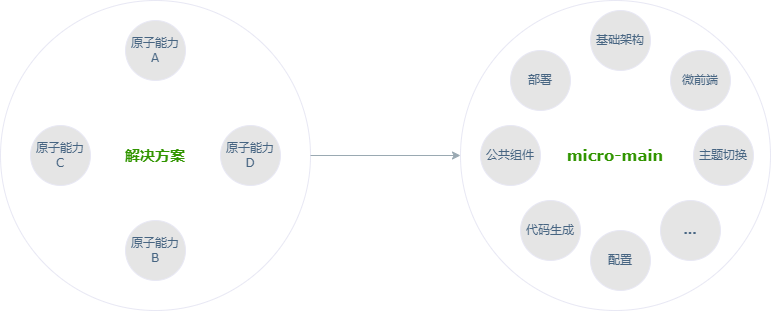 原子能力
A
原子能力
C
解决方案
原子能力
D
原子能力
B
基础架构
部署
微前端
公共组件
micro-main
主题切换
代码生成
...
配置